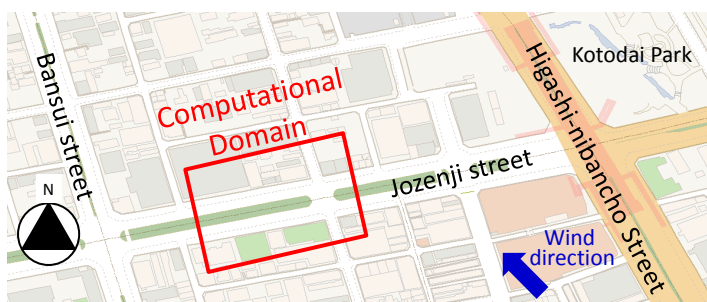 Bansui street
Computational
Domain
Higashi-nibancho Street
Kotodai Park
Jozenji street
N
Wind
direction